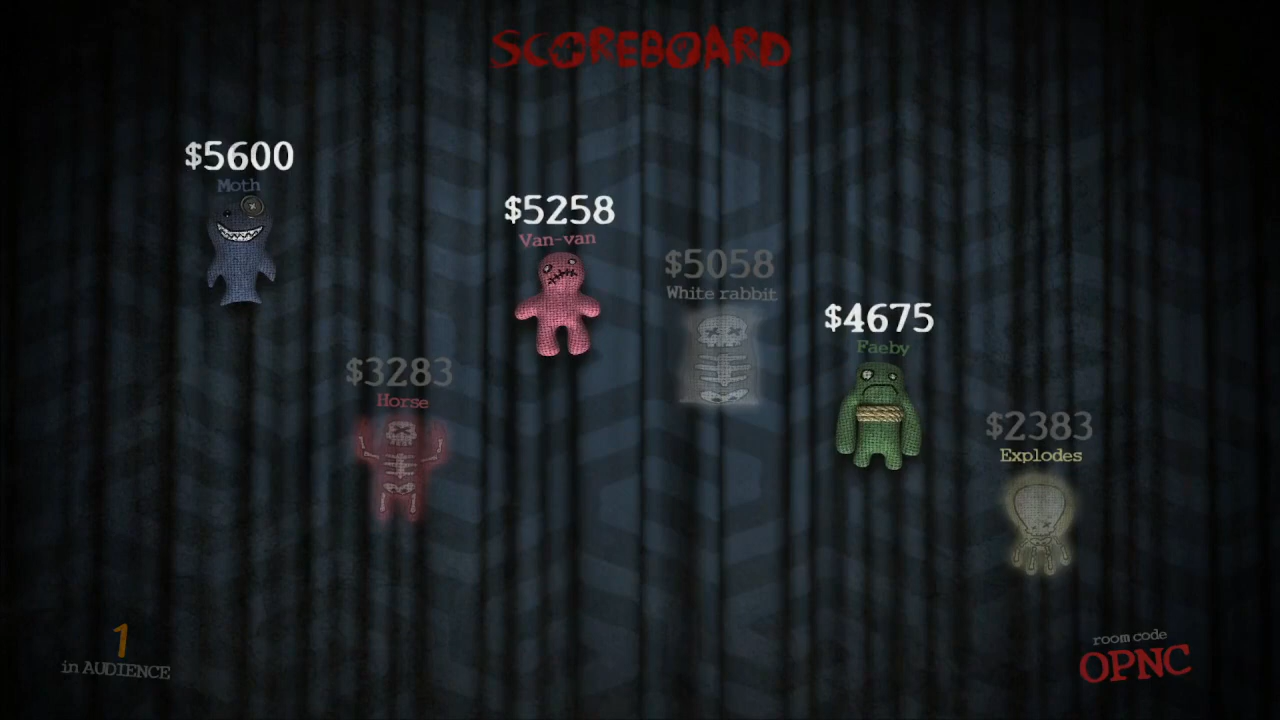 SCOREBOARD
$5600
Moth
$3283
Horse
$5258
Van-van
$5058
White rabbit
$4675
Faeby
$2383
Explodes
1
in AUDIENCE
room code
OPNC